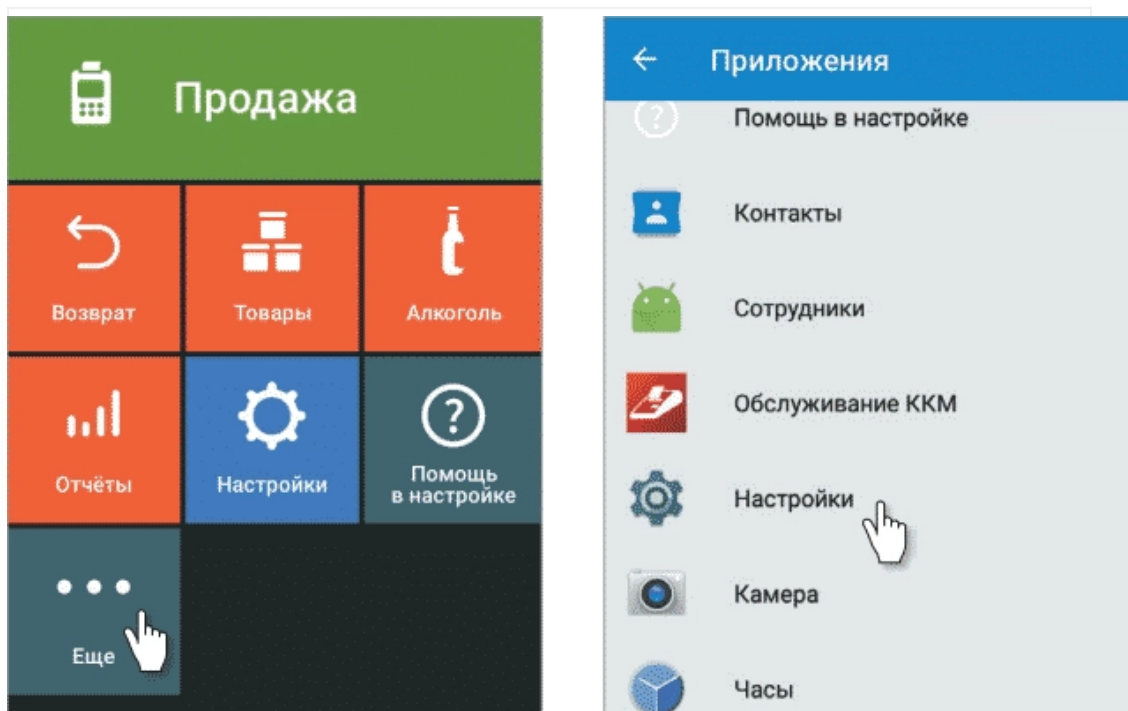 Продажа
Возврат
Товары
Алкоголь
Отчёты
Настройки
Помощь
в настройке
Еще
Приложения
Помощь в настройке
Контакты
Сотрудники
Обслуживание ККМ
Настройки
Камера
Часы